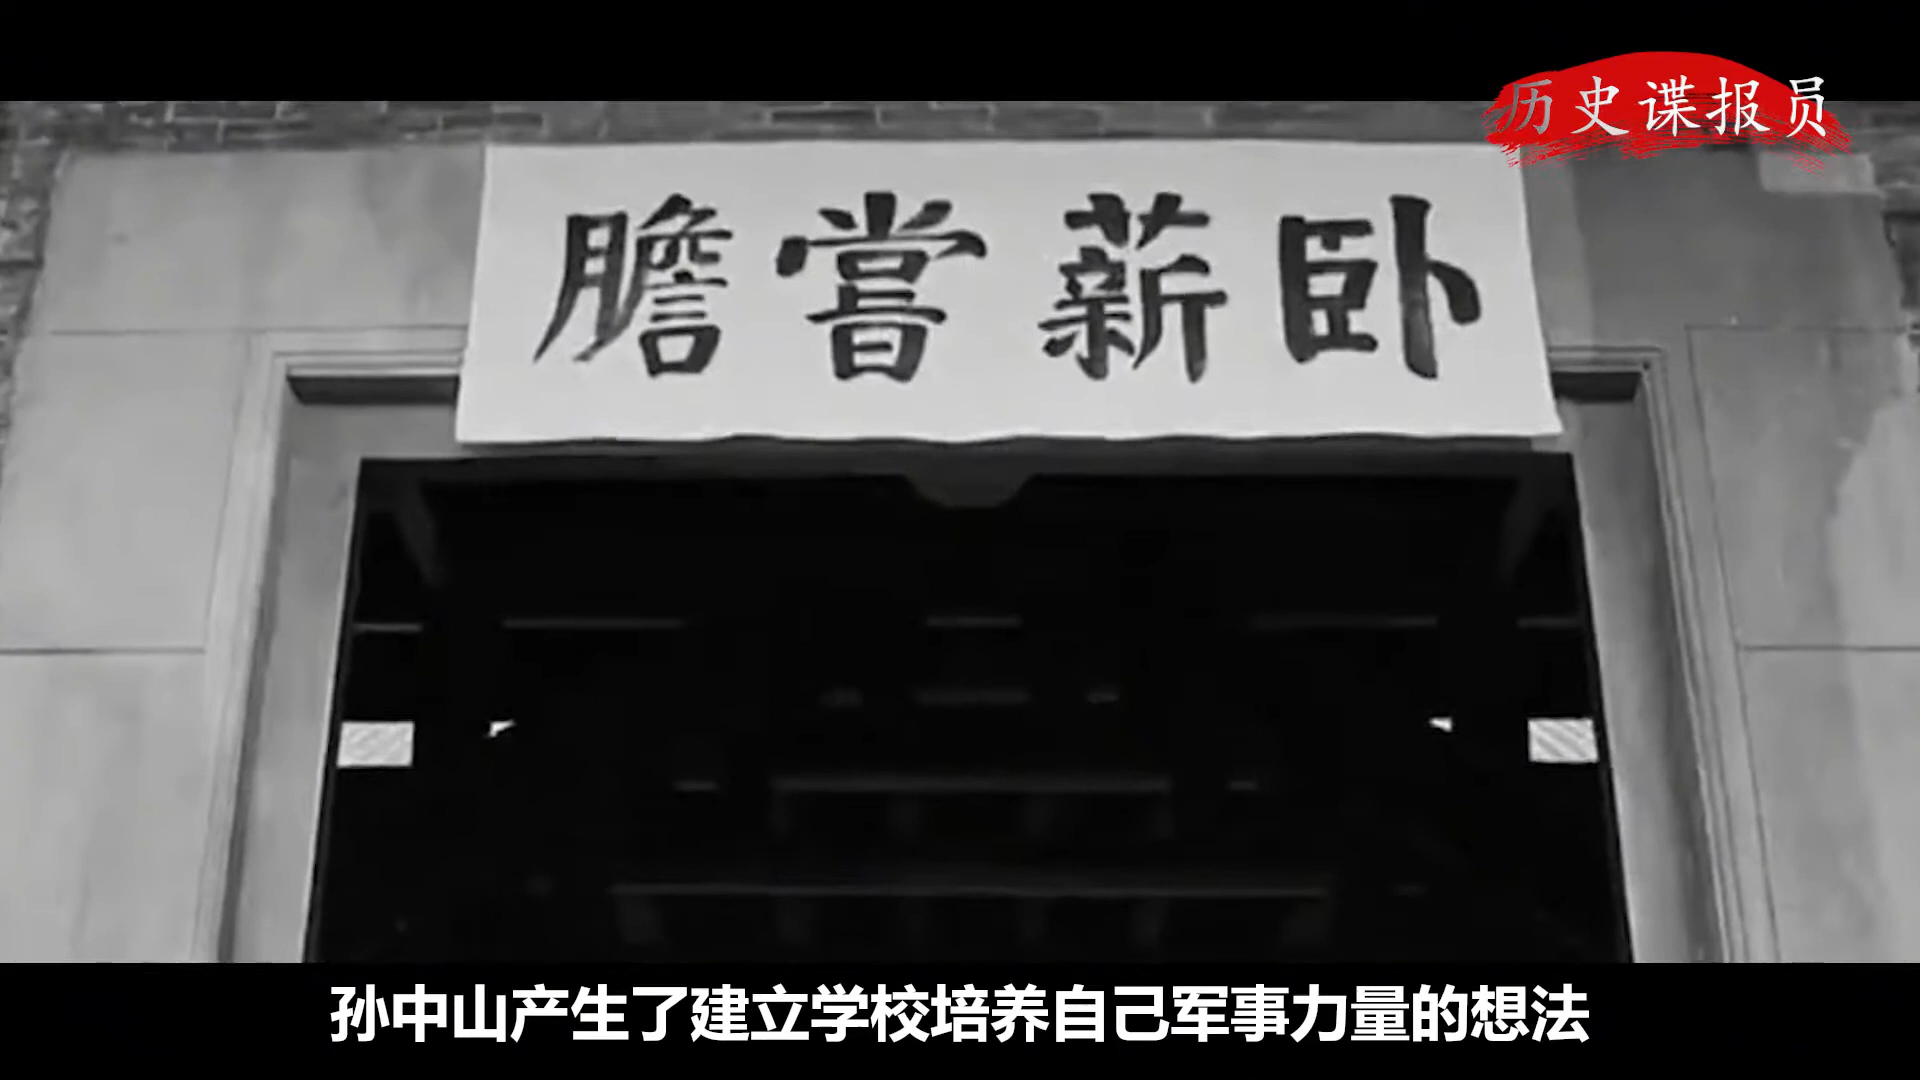 历史谍报员
膽嘗薪卧
孙中山产生了建立学校培养自己军事力量的想法